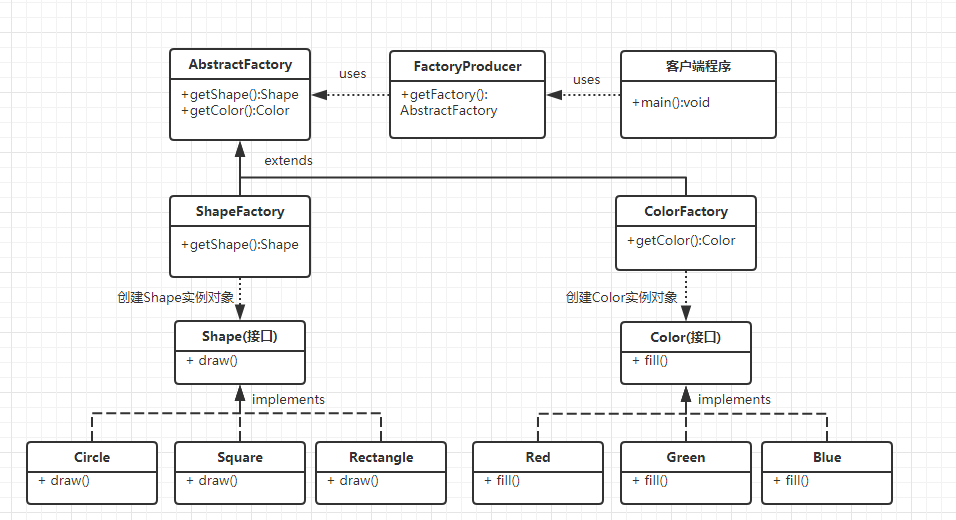 AbstractFactory
+getShape():Shape
+getColor():Color
uses
FactoryProducer
+getFactory():
AbstractFactory
uses
客户端程序
+main():void
extends
ShapeFactory
+getShape():Shape
ColorFactory
+getColor():Color
创建Shape实例对象
创建Color实例对象
Shape(接口)
+ draw()
Color(接口)
+ fill()
implements
implements
Circle
+ draw()
Square
+ draw()
Rectangle
+ draw()
Red
+ fill()
Green
+ fill()
Blue
+ fill()